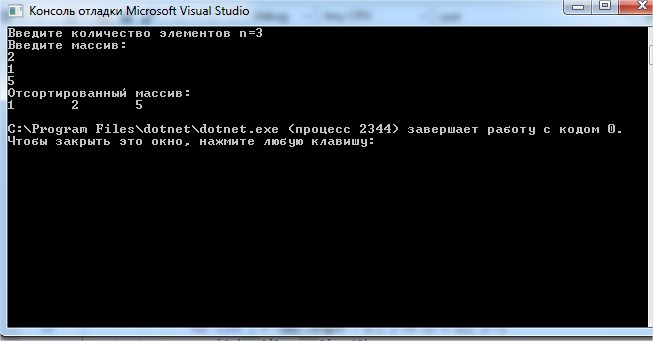 Консоль отладки Microsoft Visual Studio
Введите количество элементов n=3
Введите массив:
2
1
5
Отсортированный массив:
1 2 5
C:\Program Files\dotnet\dotnet.exe (процесс 2344) завершает работу с кодом 0.
Чтобы закрыть это окно, нажмите любую клавишу: